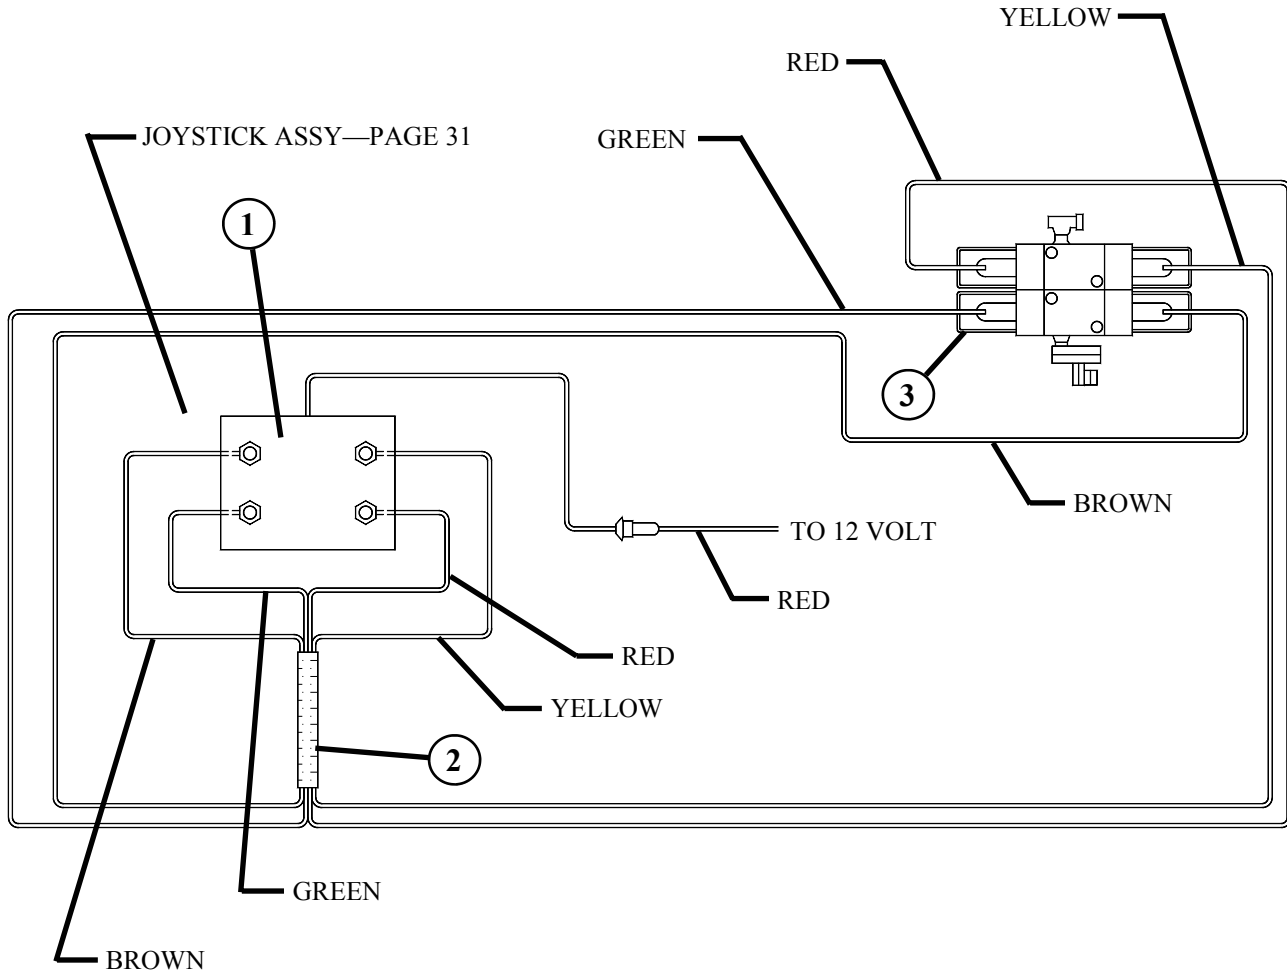 YELLOW
RED
JOYSTICK ASSY—PAGE 31
GREEN
1
3
BROWN
TO 12 VOLT
RED
RED
YELLOW
2
GREEN
BROWN